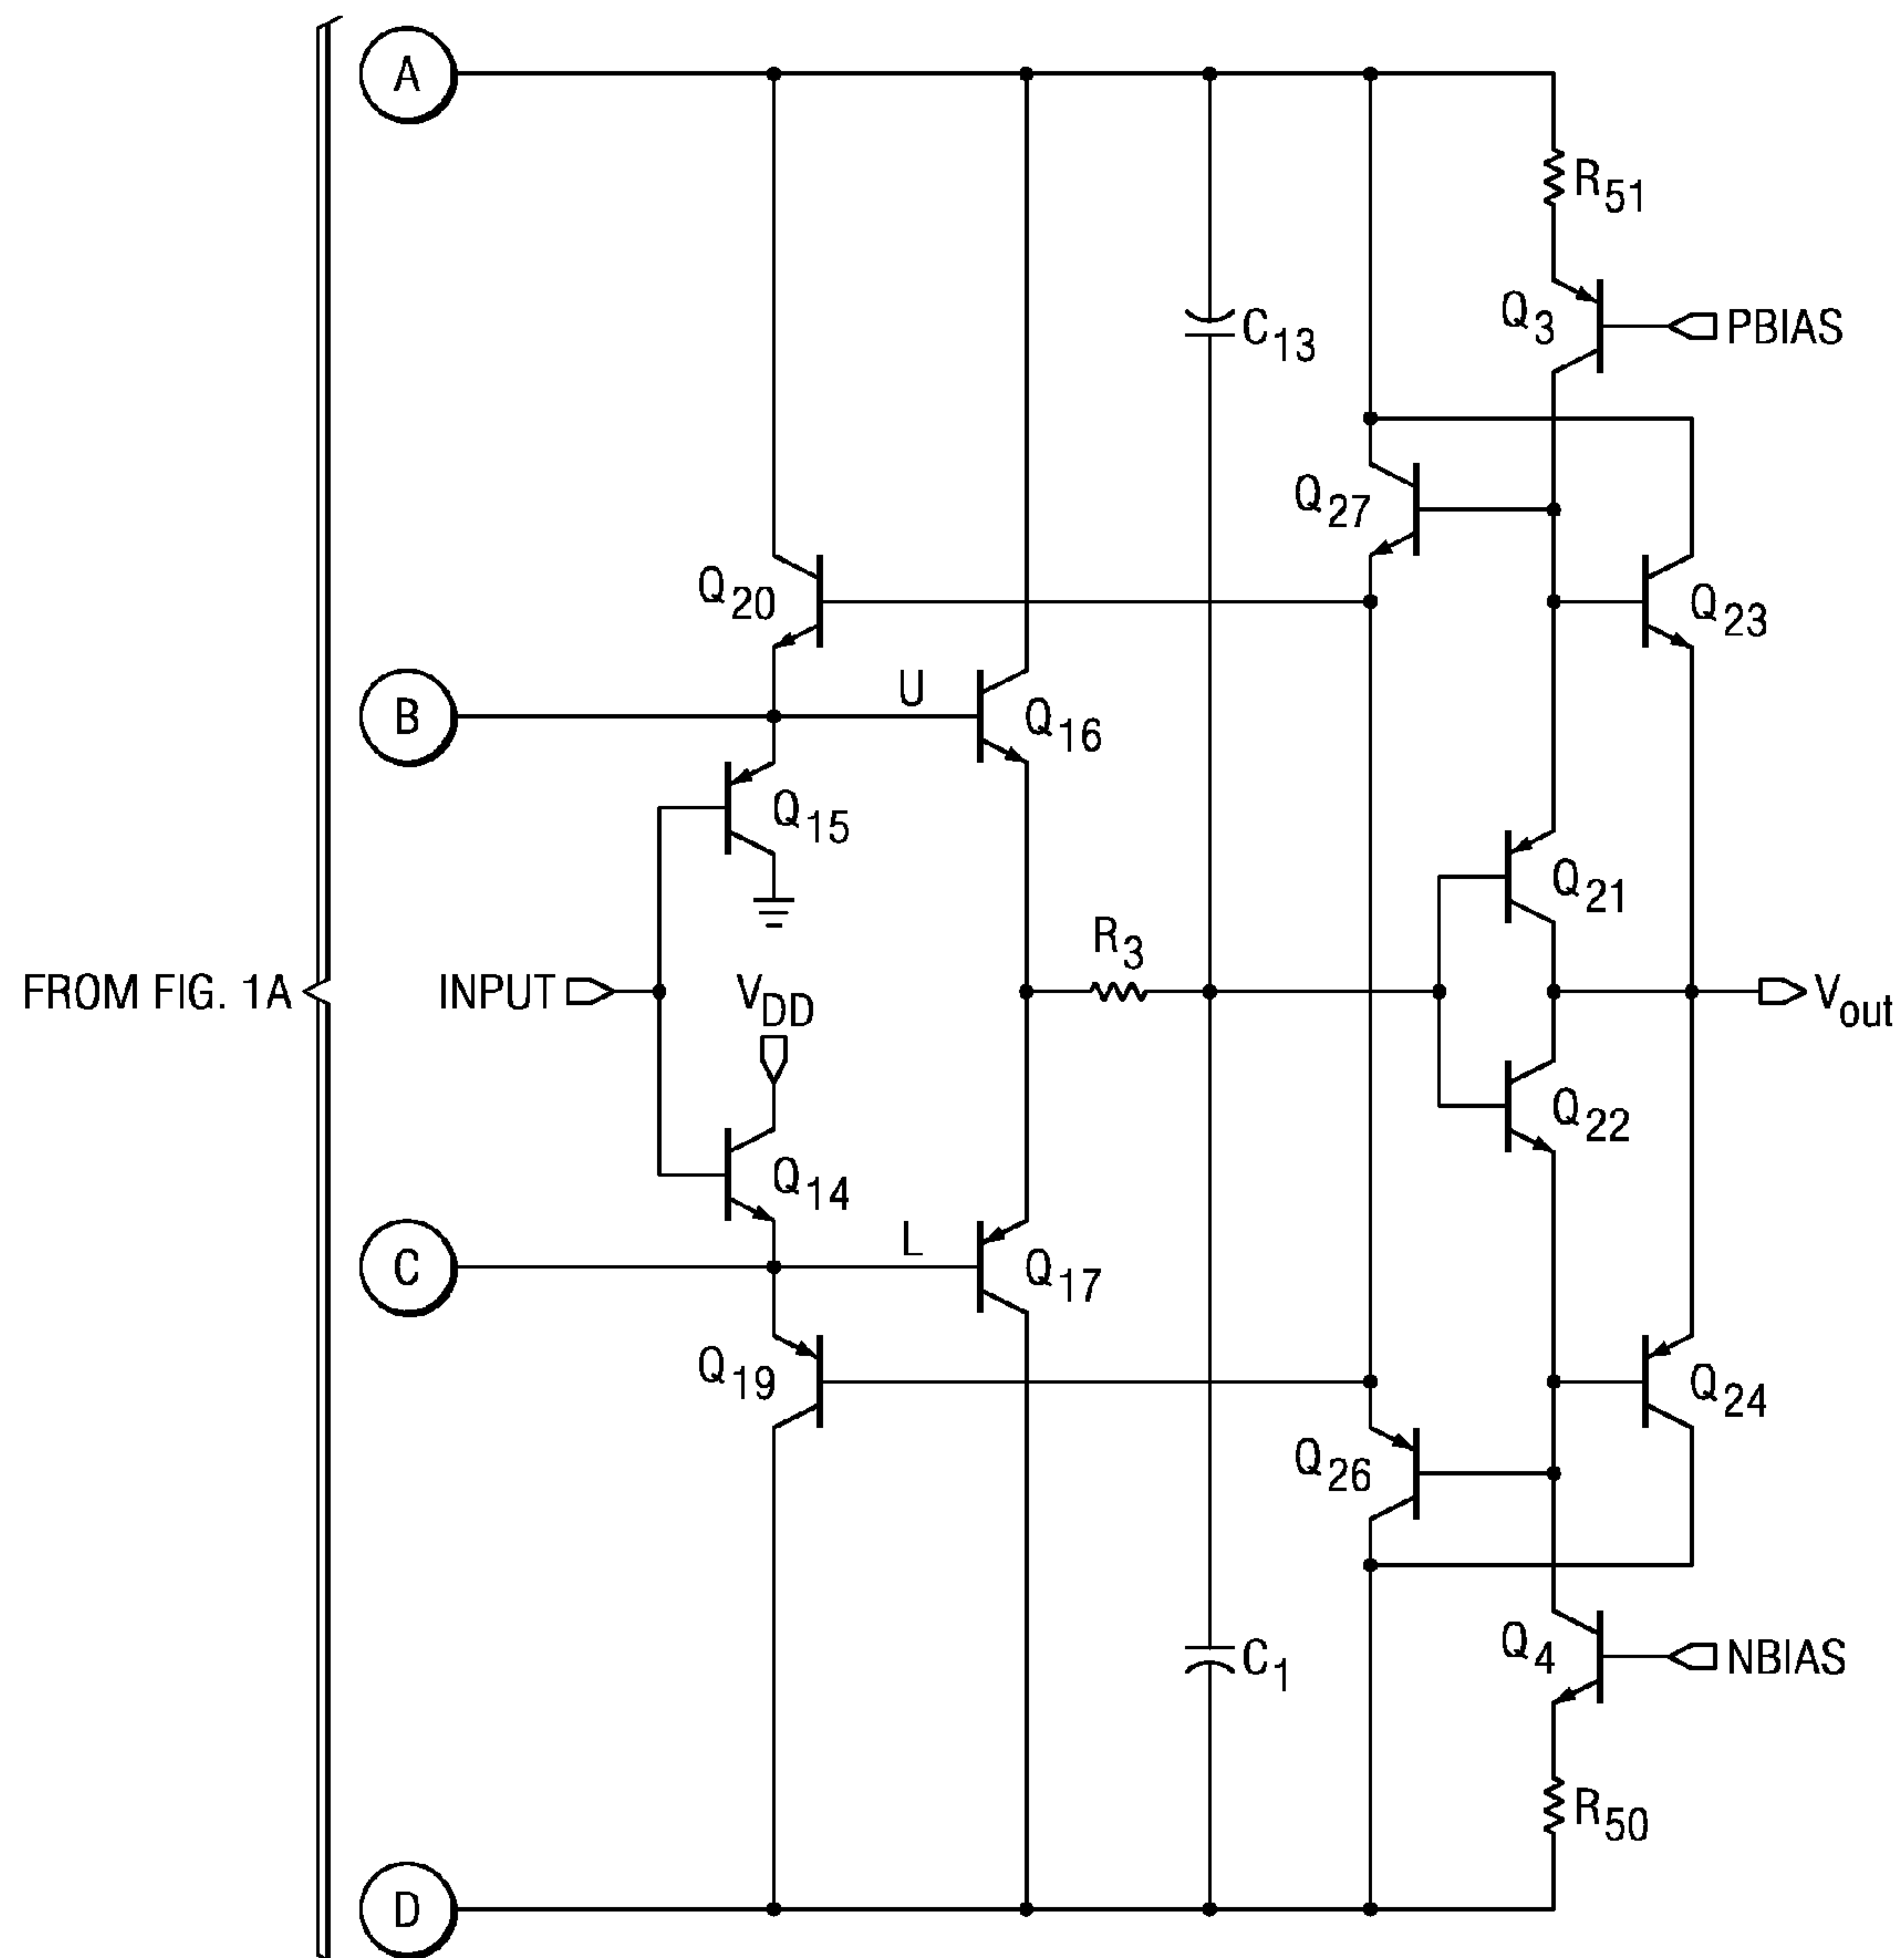 A
R51
Q3
PBIAS
C13
Q27
Q20
Q23
B
U
Q16
Q15
Q21
R3
FROM FIG. 1A
INPUT
VDD
Vout
Q22
Q14
C
L
Q17
Q19
Q24
Q26
Q4
NBIAS
C1
R50
D